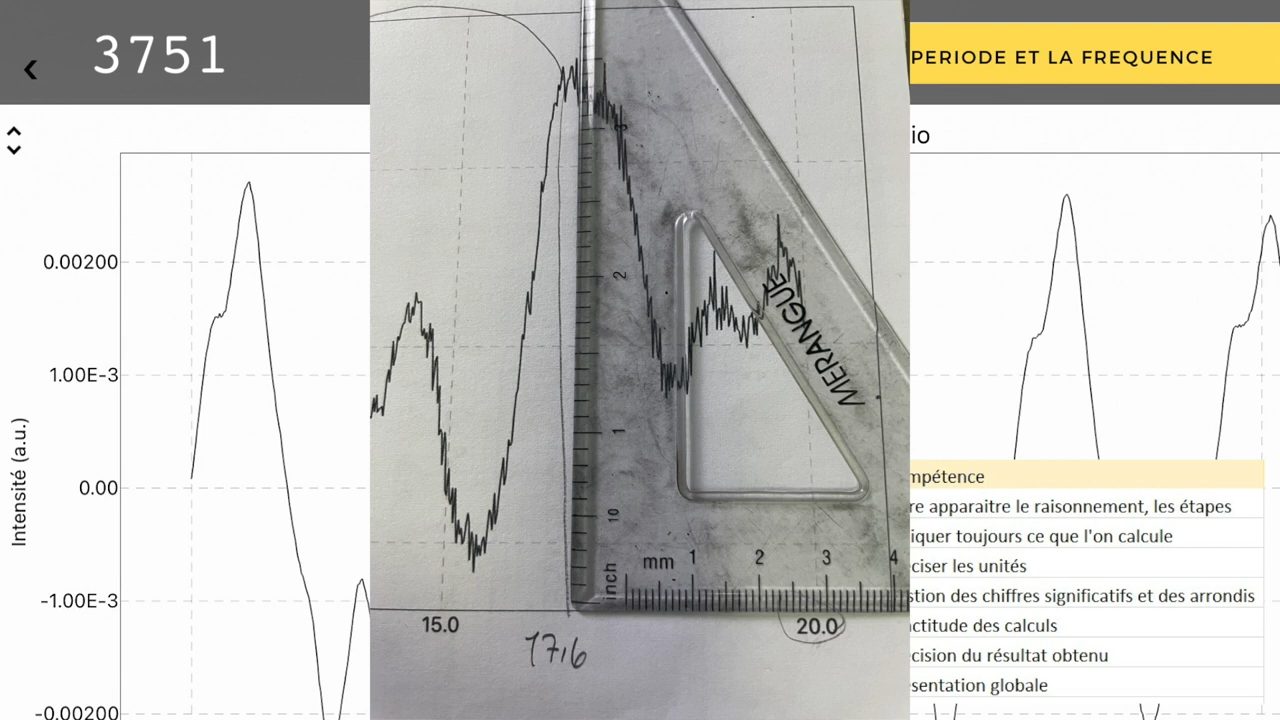 3751
PERIODE ET LA FREQUENCE
io
0.00200
1.00E-3
0.00
-1.00E-3
-0.00200
Intensité (a.u.)
3
2
1
MERANGUE
10
inch
mm 1 2 3 4
15.0
20.0
17,6
mpétence
re apparaitre le raisonnement, les étapes
iquer toujours ce que l'on calcule
ciser les unités
stion des chiffres significatifs et des arrondis
actitude des calculs
cision du résultat obtenu
sentation globale